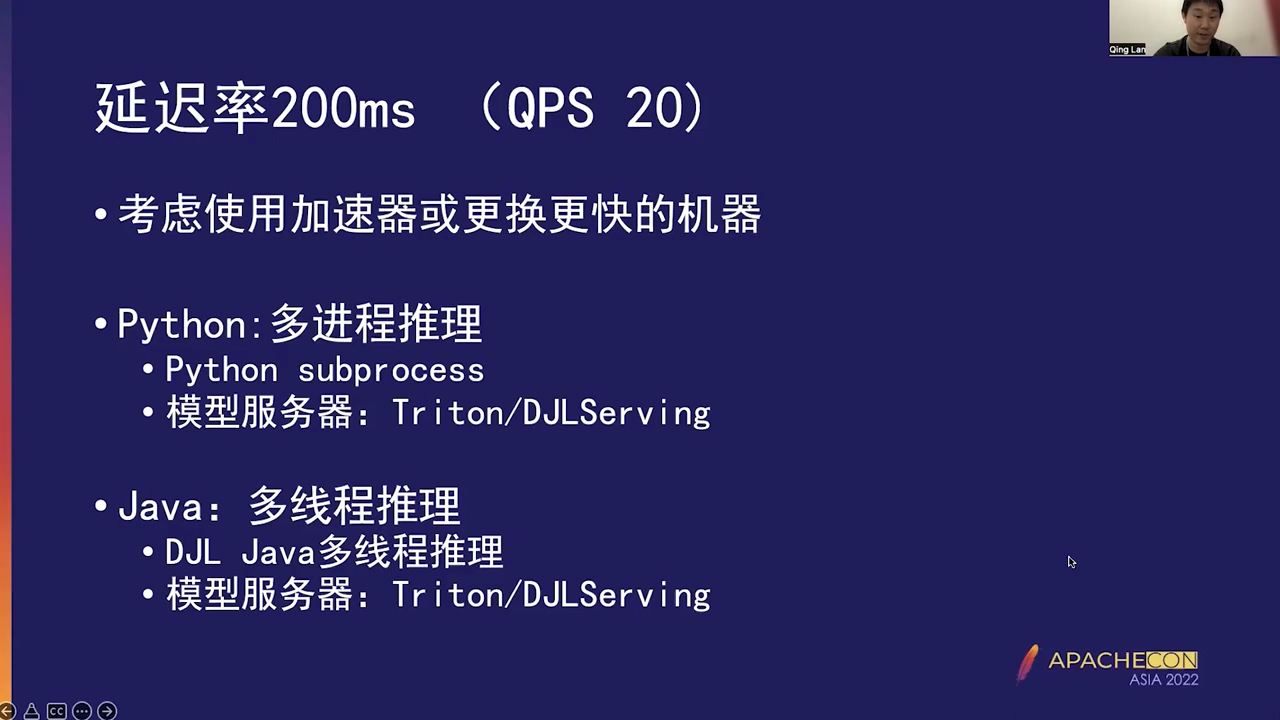 Qing Lan
延迟率200ms （QPS 20)
• 考虑使用加速器或更换更快的机器
• Python:多进程推理
• Python subprocess
• 模型服务器：Triton/DJLServing
• Java：多线程推理
• DJL Java多线程推理
• 模型服务器：Triton/DJLServing
APACHECON
ASIA 2022
CC